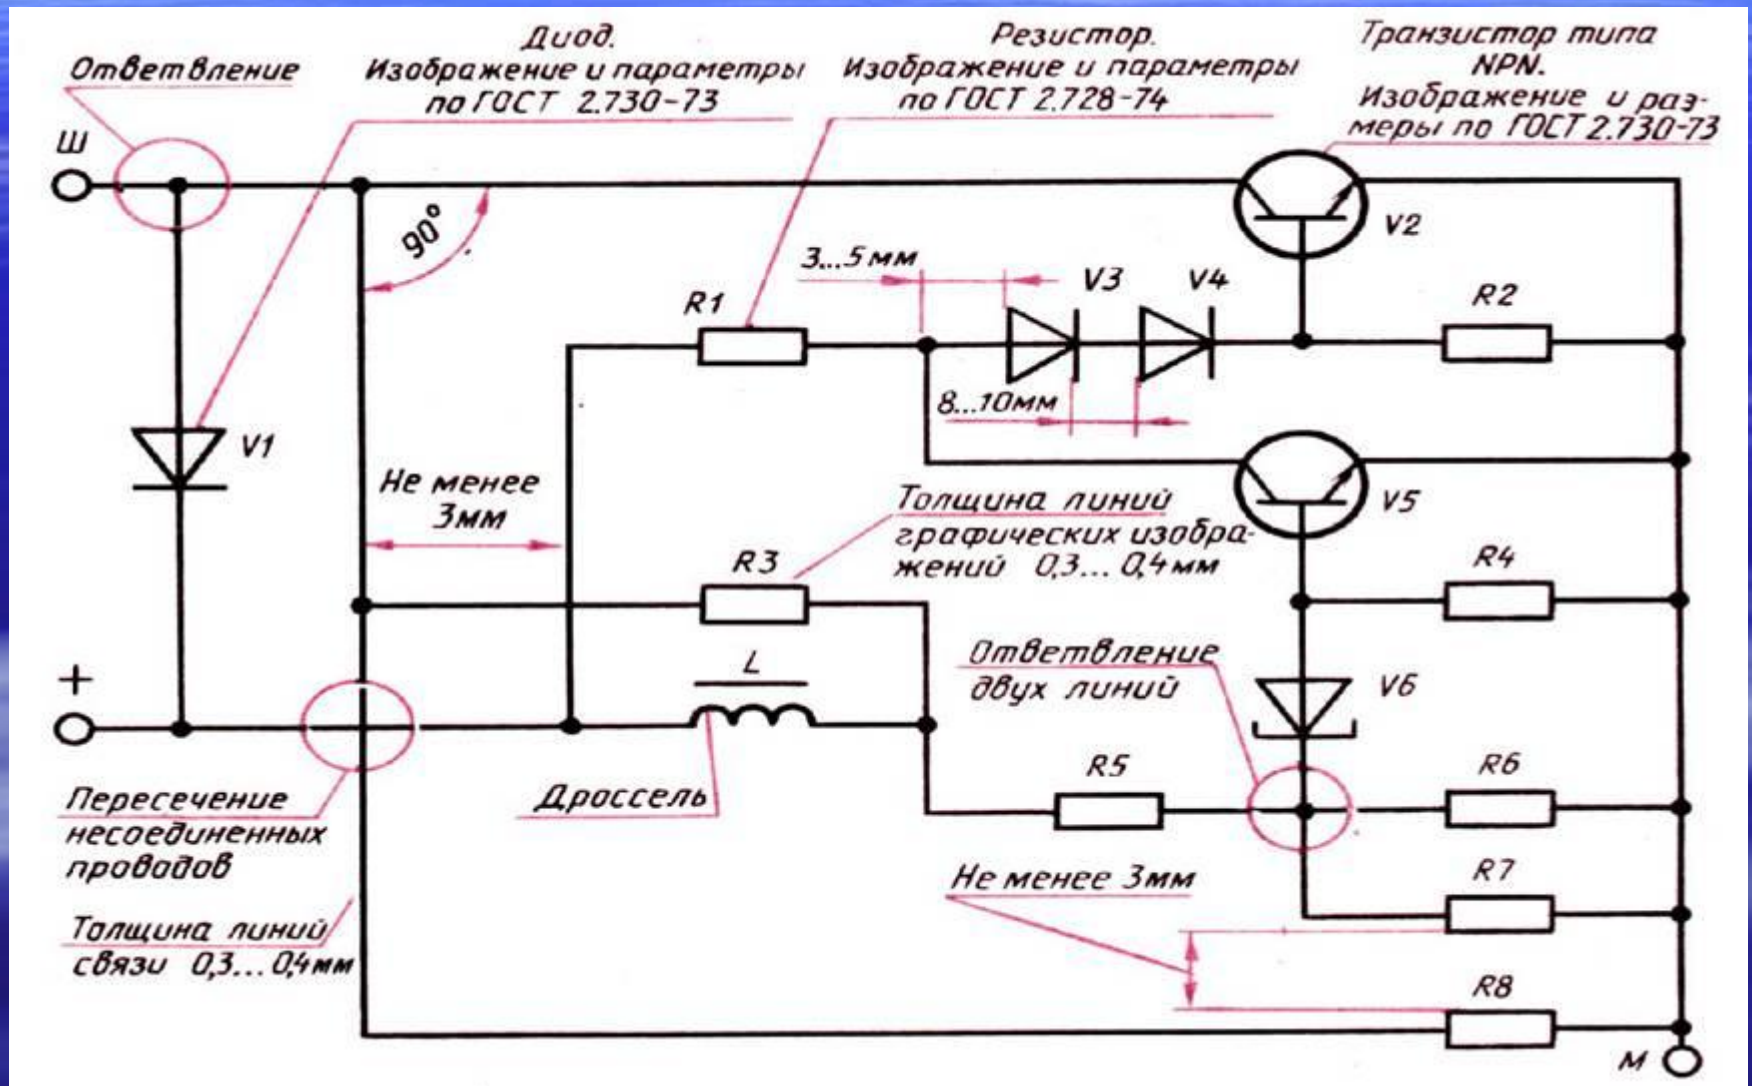 Ответвление
Диод.
Изображение и параметры
по ГОСТ 2.730-73
Резистор.
Изображение и параметры
по ГОСТ 2.728-74
Транзистор типа
NPN.
Изображение и раз-
меры по ГОСТ 2.730-73
Ш
90°
V2
3...5мм
V3
V4
R1
R2
8...10мм
V1
Не менее
3мм
Толщина линий
графических изобра-
жений 0,3...0,4мм
V5
R3
R4
L
Ответвление
двух линий
V6
+
R5
R6
Дроссель
Пересечение
несоединенных
проводов
Не менее 3мм
R7
Толщина линий
связи 0,3...0,4мм
R8
М